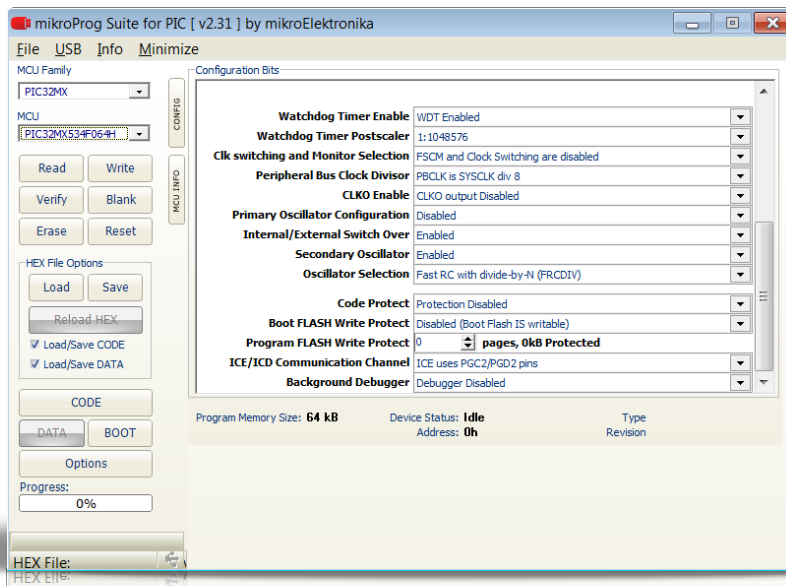 mikroProg Suite for PIC [ v2.31 ] by mikroElektronika
File USB Info Minimize
MCU Family
PIC32MX
MCU
PIC32MX534F064H
Read Write
Verify Blank
Erase Reset
HEX File Options
Load Save
Reload HEX
Load/Save CODE
Load/Save DATA
CODE
DATA BOOT
Options
Progress:
0%
HEX File:
CONFIG
MCU INFO
Configuration Bits
Watchdog Timer Enable WDT Enabled
Watchdog Timer Postscaler 1:1048576
Clk switching and Monitor Selection FSCM and Clock Switching are disabled
Peripheral Bus Clock Divisor PBCLK is SYSCLK div 8
CLKO Enable CLKO output Disabled
Primary Oscillator Configuration Disabled
Internal/External Switch Over Enabled
Secondary Oscillator Enabled
Oscillator Selection Fast RC with divide-by-N (FRCDIV)
Code Protect Protection Disabled
Boot FLASH Write Protect Disabled (Boot Flash IS writable)
Program FLASH Write Protect 0 pages, 0kB Protected
ICE/ICD Communication Channel ICE uses PGC2/PGD2 pins
Background Debugger Debugger Disabled
Program Memory Size: 64 kB Device Status: Idle Type
Address: 0h Revision